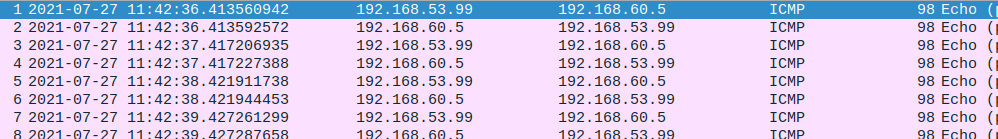 1 2021-07-27 11:42:36.413560942 192.168.53.99 192.168.60.5 ICMP 98 Echo (p
2 2021-07-27 11:42:36.413592572 192.168.60.5 192.168.53.99 ICMP 98 Echo (p
3 2021-07-27 11:42:37.417206935 192.168.53.99 192.168.60.5 ICMP 98 Echo (p
4 2021-07-27 11:42:37.417227388 192.168.60.5 192.168.53.99 ICMP 98 Echo (p
5 2021-07-27 11:42:38.421911738 192.168.53.99 192.168.60.5 ICMP 98 Echo (p
6 2021-07-27 11:42:38.421944453 192.168.60.5 192.168.53.99 ICMP 98 Echo (p
7 2021-07-27 11:42:39.427261299 192.168.53.99 192.168.60.5 ICMP 98 Echo (p
8 2021-07-27 11:42:39.427287658 192.168.60.5 192.168.53.99 ICMP 98 Echo (p